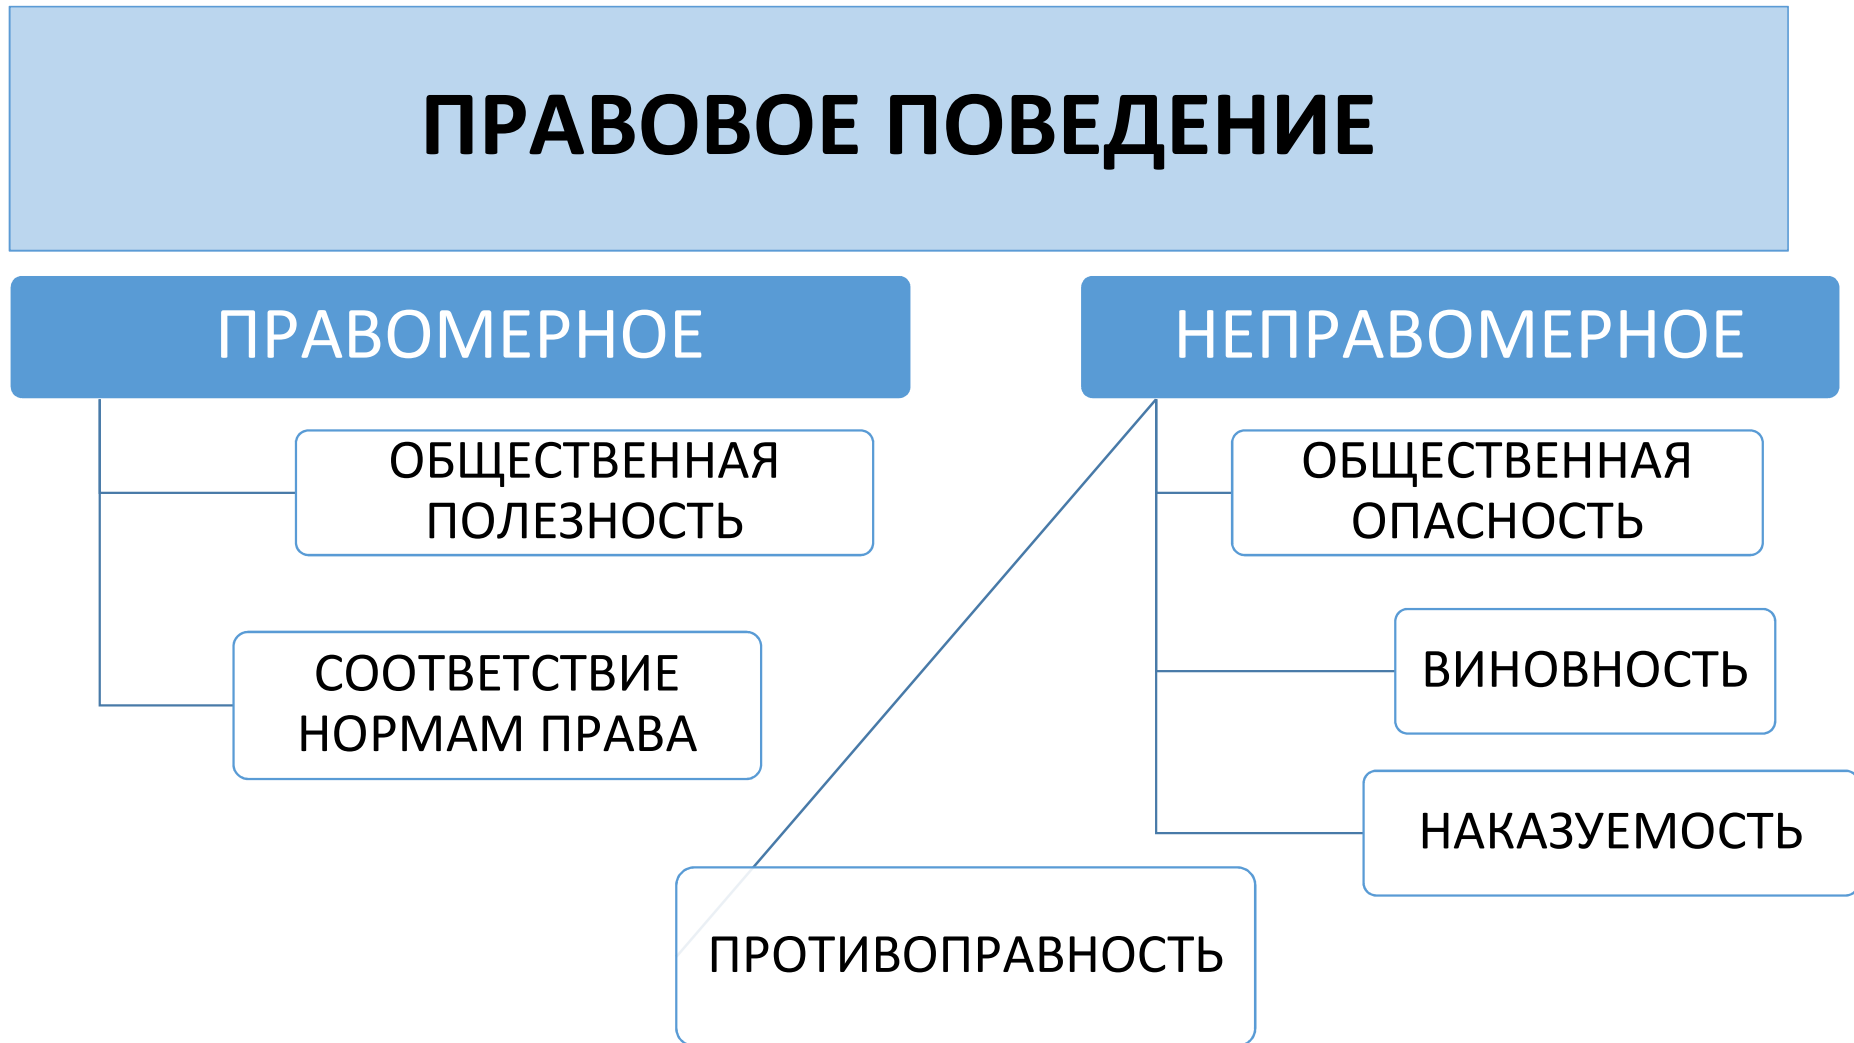 ПРАВОВОЕ ПОВЕДЕНИЕ
ПРАВОМЕРНОЕ
ОБЩЕСТВЕННАЯ
ПОЛЕЗНОСТЬ
СООТВЕТСТВИЕ
НОРМАМ ПРАВА
НЕПРАВОМЕРНОЕ
ОБЩЕСТВЕННАЯ
ОПАСНОСТЬ
ВИНОВНОСТЬ
НАКАЗУЕМОСТЬ
ПРОТИВОПРАВНОСТЬ